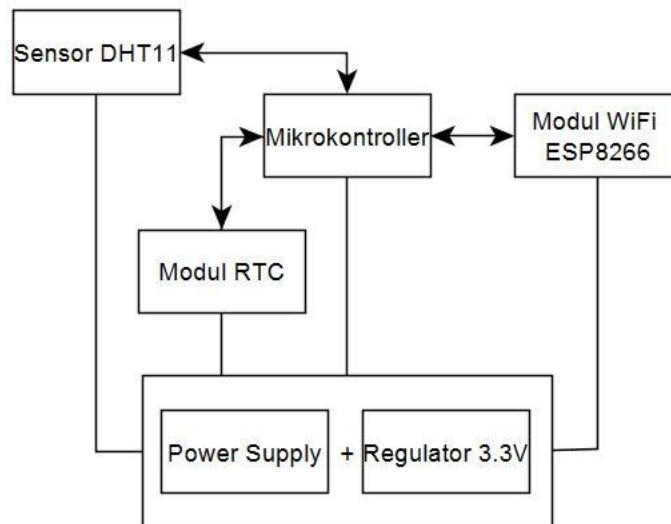 Sensor DHT11
Mikrokontroller
Modul WiFi
ESP8266
Modul RTC
Power Supply + Regulator 3.3V